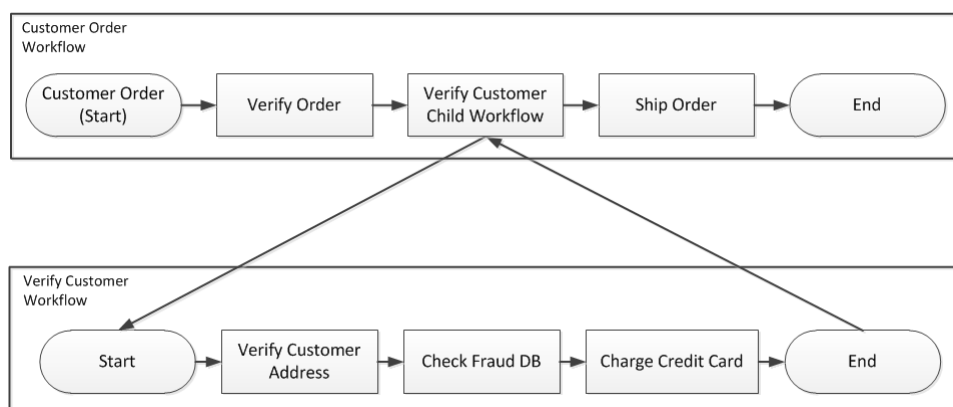 Customer Order
Workflow
Customer Order
(Start)
Verify Order
Verify Customer
Child Workflow
Ship Order
End
Verify Customer
Workflow
Start
Verify Customer
Address
Check Fraud DB
Charge Credit Card
End